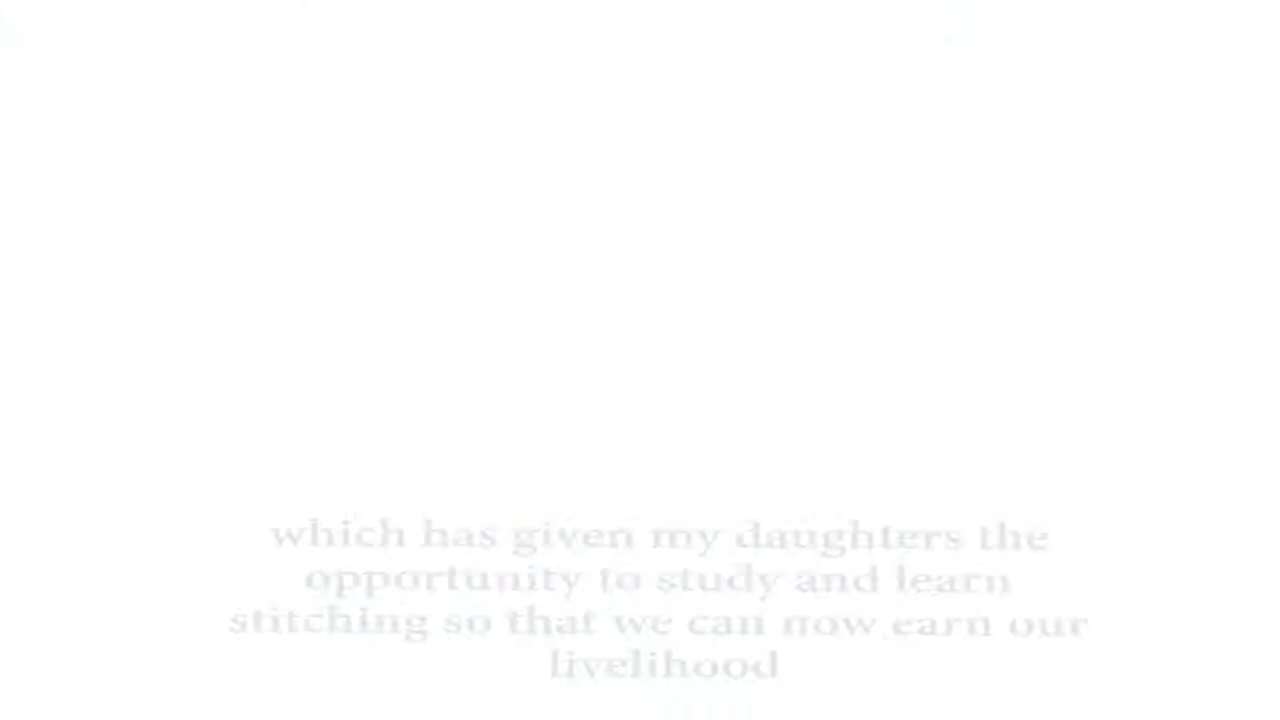 which has given my daughters the
opportunity to study and learn
stitching so that we can now earn our
livelihood